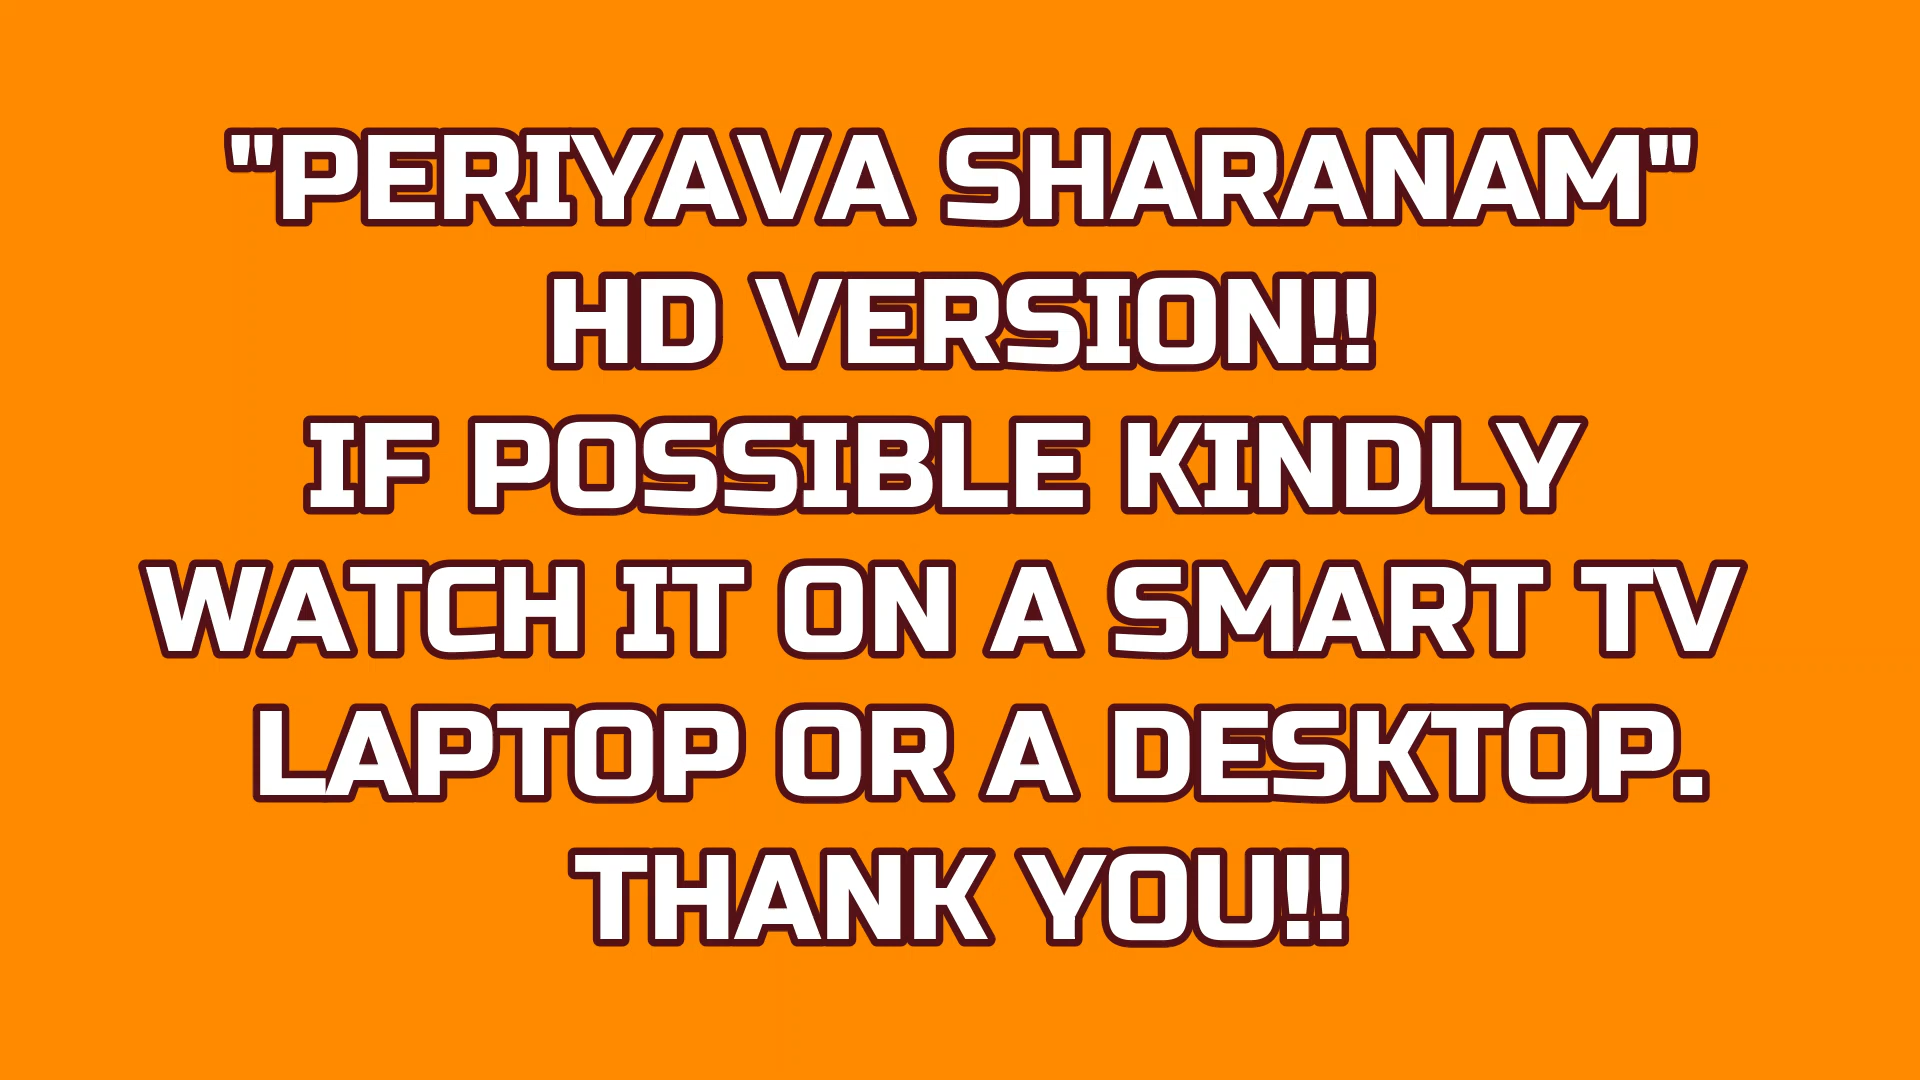 "PERIYAVA SHARANAM"
HD VERSION!!
IF POSSIBLE KINDLY
WATCH IT ON A SMART TV
LAPTOP OR A DESKTOP.
THANK YOU!!